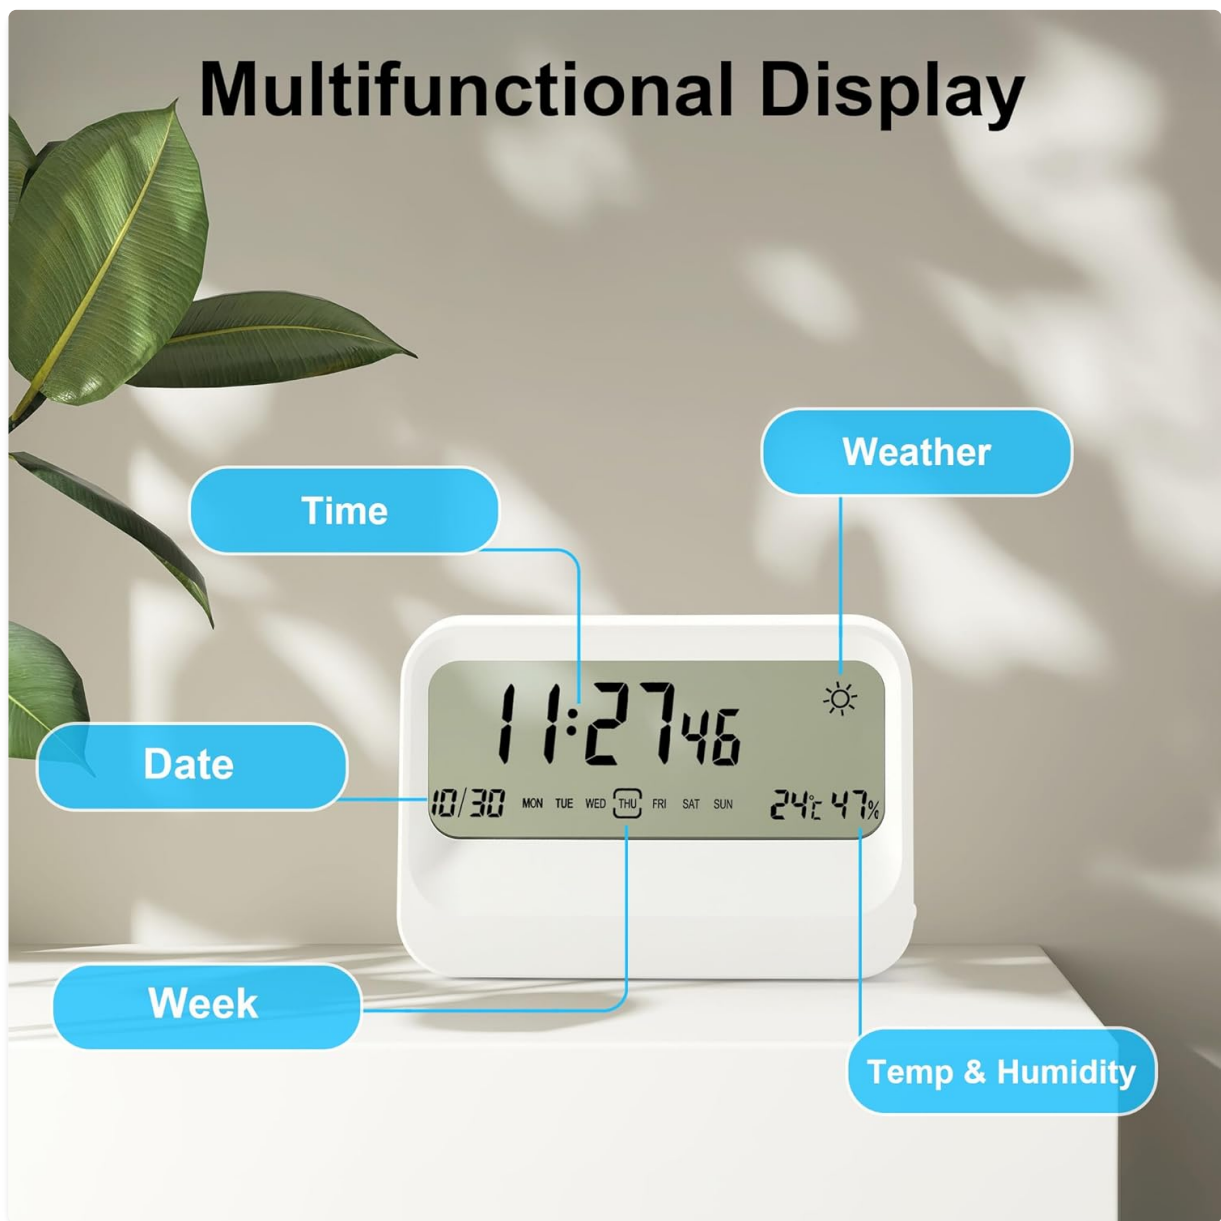 Multifunctional Display
Weather
Time
11:27 46
Date
10/30 MON TUE WED THU FRI SAT SUN 24°C 47%
Week
Temp & Humidity